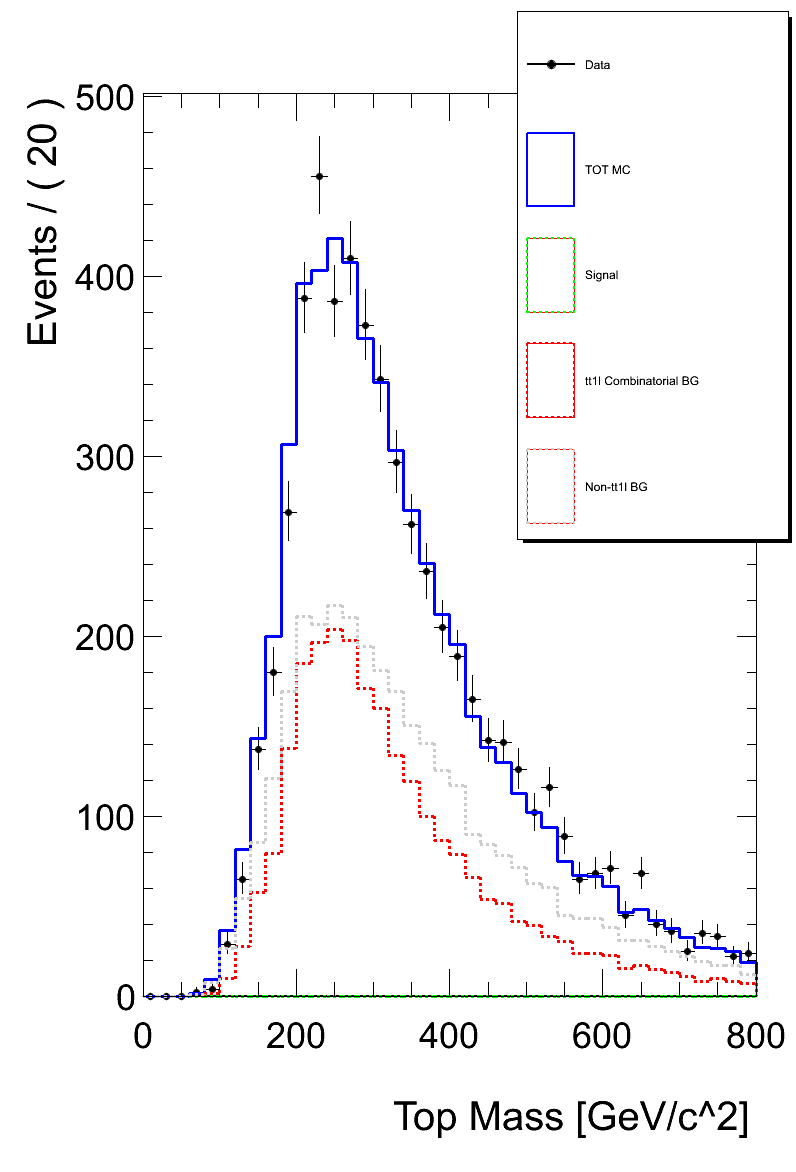 Data
TOT MC
Signal
tt1l Combinatorial BG
Non-tt1l BG
Events / ( 20 )
500
400
300
200
100
0
0 200 400 600 800
Top Mass [GeV/c^2]